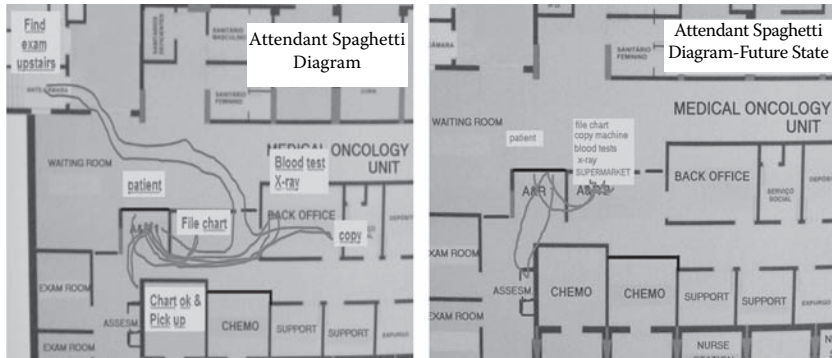 Find
exam
upstairs
Attendant Spaghetti
Diagram
SANITÁRIO
FEMININO
WAITING ROOM
MEDICAL ONCOLOGY
UNIT
Blood test
X-ray
patient
BACK OFFICE
File chart
copy
EXAM ROOM
EXAM ROOM
Chart ok &
Pick up
ASSESM
CHEMO
SUPPORT
SUPPORT
EXPURGO
Attendant Spaghetti
Diagram-Future State
SANITÁRIO
FEMININO
WAITING ROOM
MEDICAL ONCOLOGY
UNIT
patient
file chart
copy machine
blood tests
x-ray
SUPERMARKET
A&R
BACK OFFICE
SERVIÇO
SOCIAL
EXAM ROOM
ASSESM
CHEMO
CHEMO
SUPPORT
SUPPORT
EXAM ROOM
NURSE